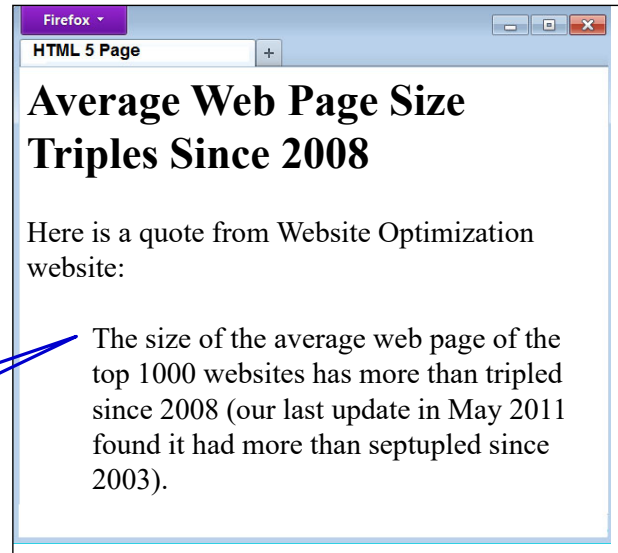 Firefox
HTML 5 Page
+
Average Web Page Size
Triples Since 2008
Here is a quote from Website Optimization
website:
The size of the average web page of the
top 1000 websites has more than tripled
since 2008 (our last update in May 2011
found it had more than septupled since
2003).